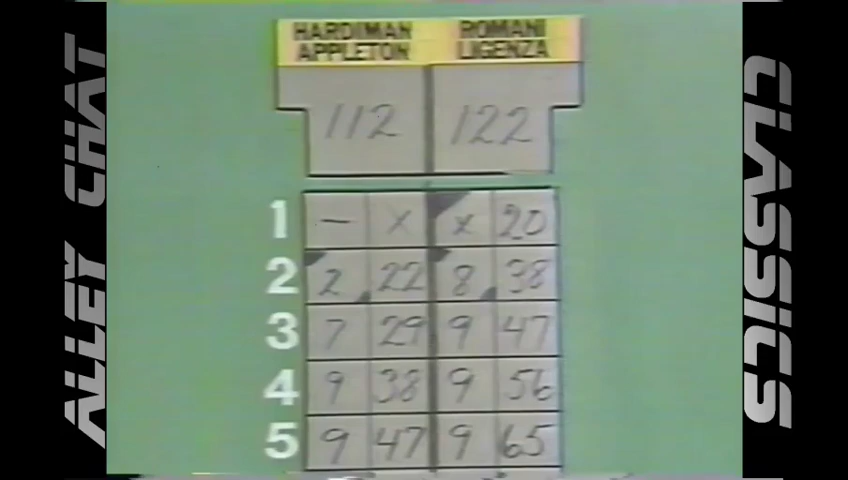 ALLEY CHAT
HARDIMAN APPLETON
ROMANI LIGENZA
112 122
1 – x x 20
2 2 22 8 38
3 7 29 9 47
4 9 38 9 56
5 9 47 9 65
CLASSICS